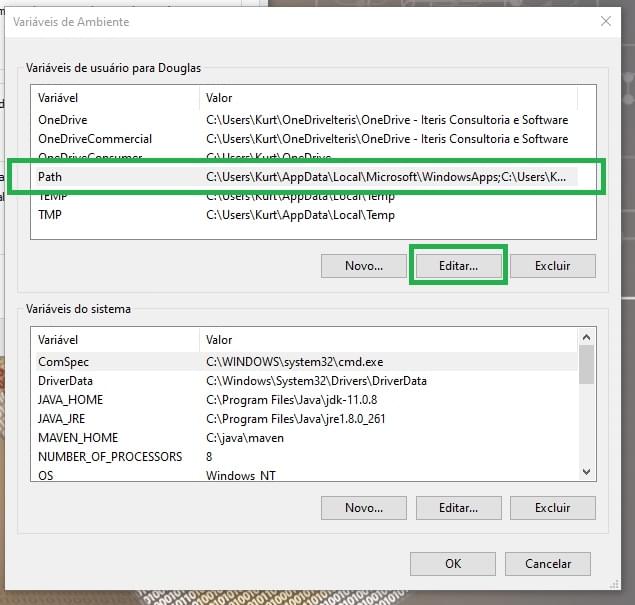 Variáveis de Ambiente
Variáveis de usuário para Douglas
Variável Valor
OneDrive C:\Users\Kurt\OneDriveIteris\OneDrive - Iteris Consultoria e Software
OneDriveCommercial C:\Users\Kurt\OneDriveIteris\OneDrive - Iteris Consultoria e Software
OneDriveConsumer C:\Users\Kurt\OneDrive
Path C:\Users\Kurt\AppData\Local\Microsoft\WindowsApps;C:\Users\K...
TEMP C:\Users\Kurt\AppData\Local\Temp
TMP C:\Users\Kurt\AppData\Local\Temp
Novo... Editar... Excluir
Variáveis do sistema
Variável Valor
ComSpec C:\WINDOWS\system32\cmd.exe
DriverData C:\Windows\System32\Drivers\DriverData
JAVA_HOME C:\Program Files\Java\jdk-11.0.8
JAVA_JRE C:\Program Files\Java\jre1.8.0_261
MAVEN_HOME C:\java\maven
NUMBER_OF_PROCESSORS 8
OS Windows_NT
Novo... Editar... Excluir
OK Cancelar